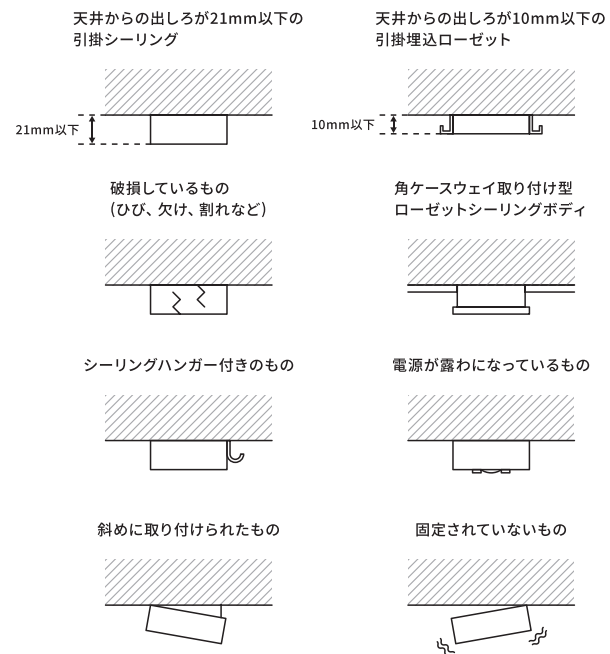 天井からの出しろが21mm以下の
引掛シーリング
天井からの出しろが10mm以下の
引掛埋込ローゼット
21mm以下
10mm以下
破損しているもの
(ひび、欠け、割れなど)
角ケースウェイ取り付け型
ローゼットシーリングボディ
シーリングハンガー付きのもの
電源が露わになっているもの
斜めに取り付けられたもの
固定されていないもの